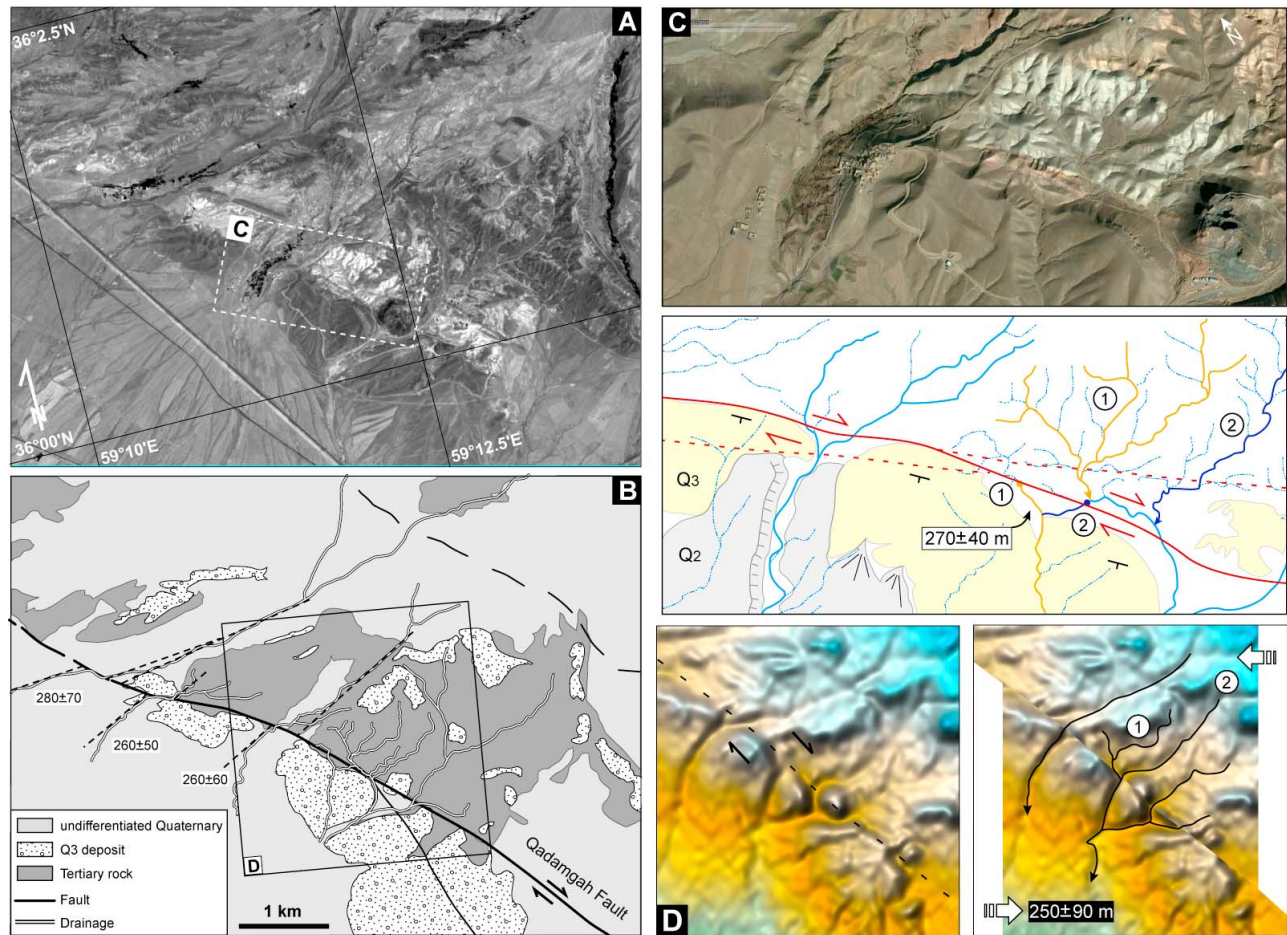 A
36°2.5'N
C
N
36°00'N
59°10'E
59°12.5'E
B
280±70
260±50
260±60
undifferentiated Quaternary
Q3 deposit
Tertiary rock
Fault
Drainage
1 km
D
Qadamgah Fault
C
N
1
2
Q3
1
270±40 m
2
Q2
D
1
2
250±90 m